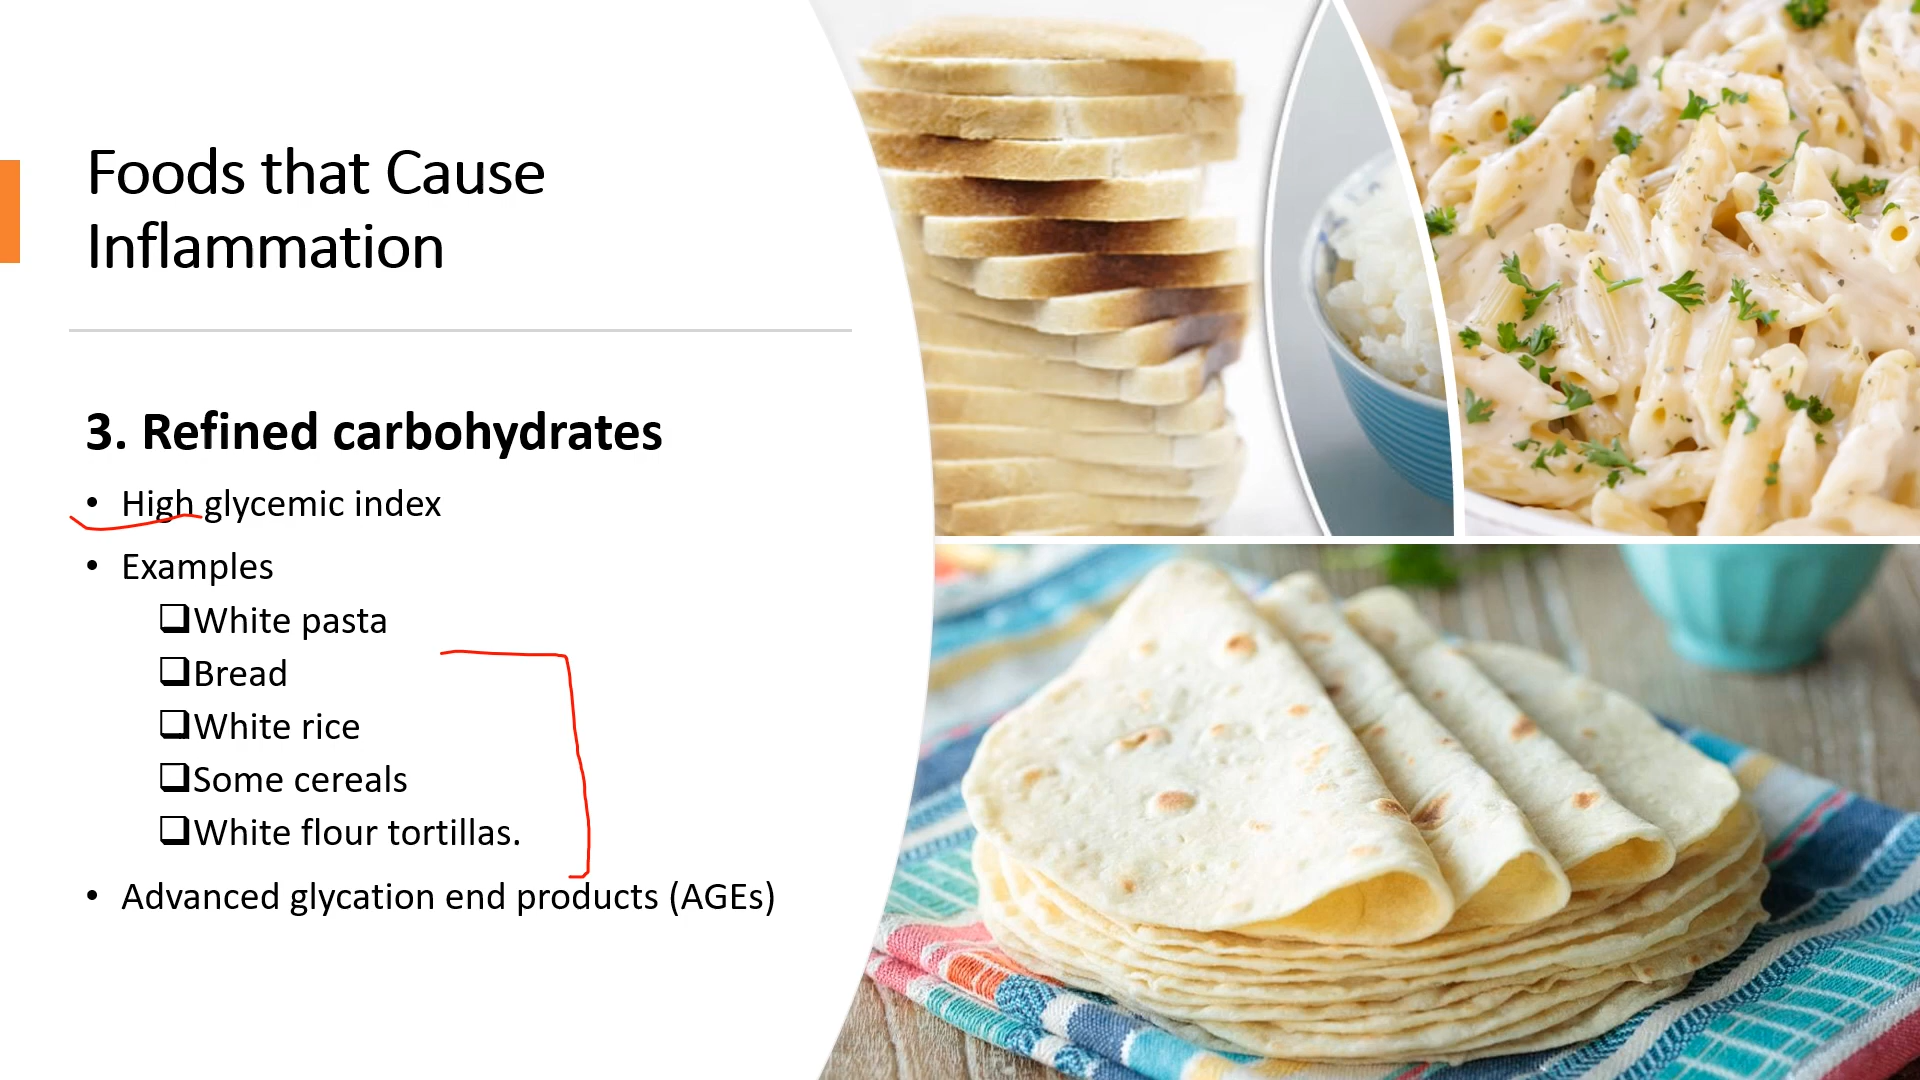 Foods that Cause
Inflammation
3. Refined carbohydrates
• High glycemic index
• Examples
❑White pasta
❑Bread
❑White rice
❑Some cereals
❑White flour tortillas.
• Advanced glycation end products (AGEs)